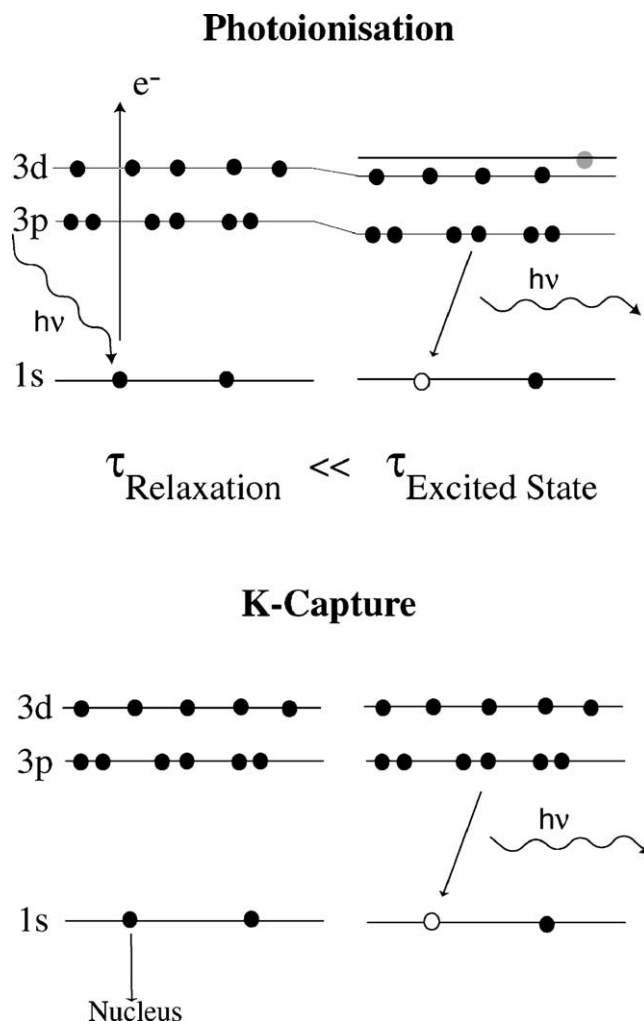 Photoionisation
e⁻
3d
3p
hν
hν
1s
τRelaxation << τExcited State
K-Capture
3d
3p
hν
1s
Nucleus